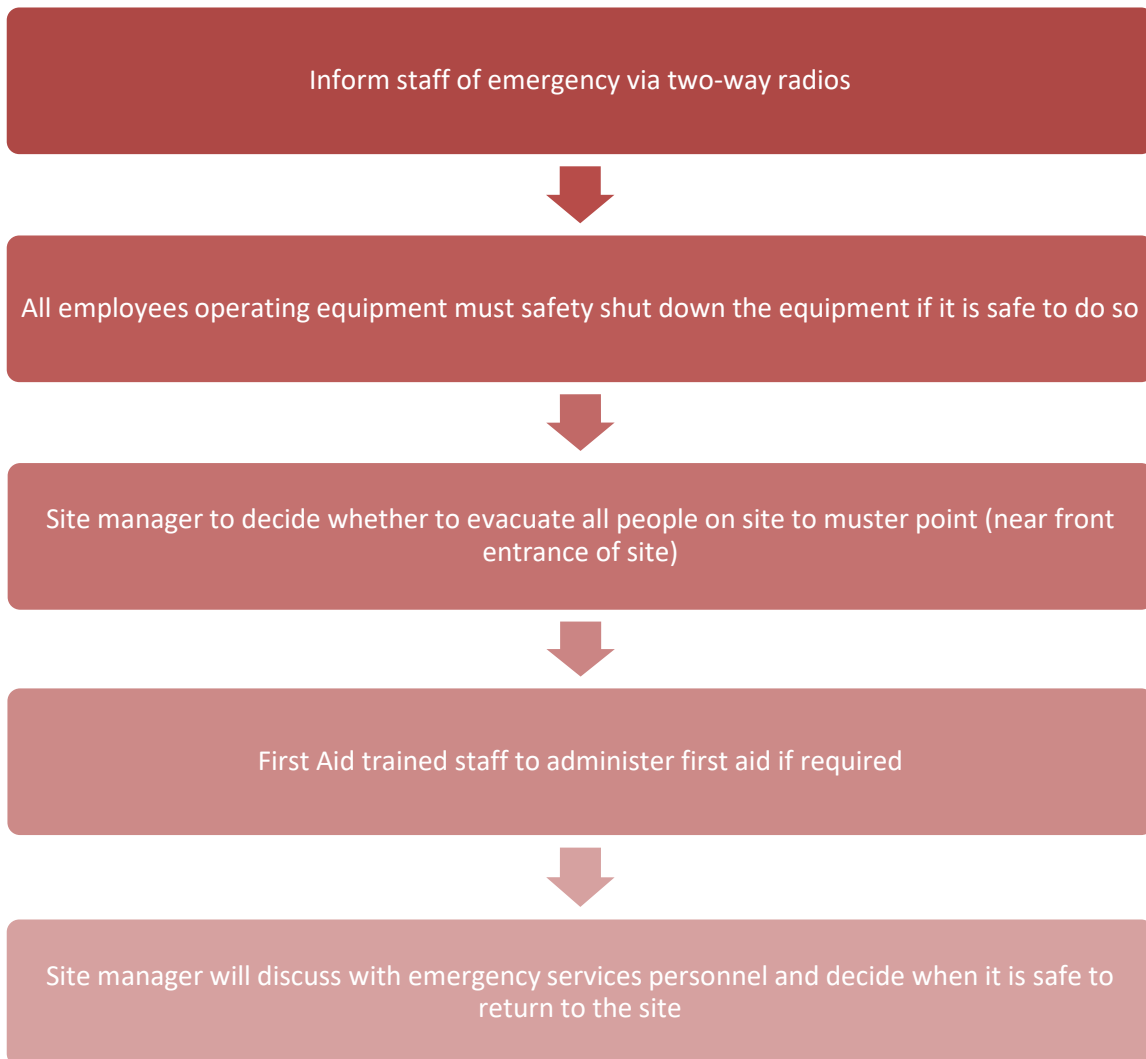 Inform staff of emergency via two-way radios
All employees operating equipment must safety shut down the equipment if it is safe to do so
Site manager to decide whether to evacuate all people on site to muster point (near front
entrance of site)
First Aid trained staff to administer first aid if required
Site manager will discuss with emergency services personnel and decide when it is safe to
return to the site